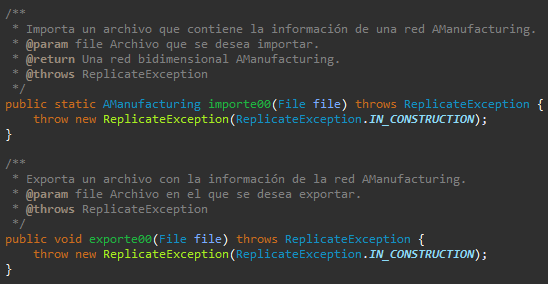 /**
 * Importa un archivo que contiene la información de una red AManufacturing.
 * @param file Archivo que se desea importar.
 * @return Una red bidimensional AManufacturing.
 * @throws ReplicateException
 */
public static AManufacturing importe00(File file) throws ReplicateException {
    throw new ReplicateException(ReplicateException.IN_CONSTRUCTION);
}
/**
 * Exporta un archivo con la información de la red AManufacturing.
 * @param file Archivo en el que se desea exportar.
 * @throws ReplicateException
 */
public void exporte00(File file) throws ReplicateException {
    throw new ReplicateException(ReplicateException.IN_CONSTRUCTION);
}